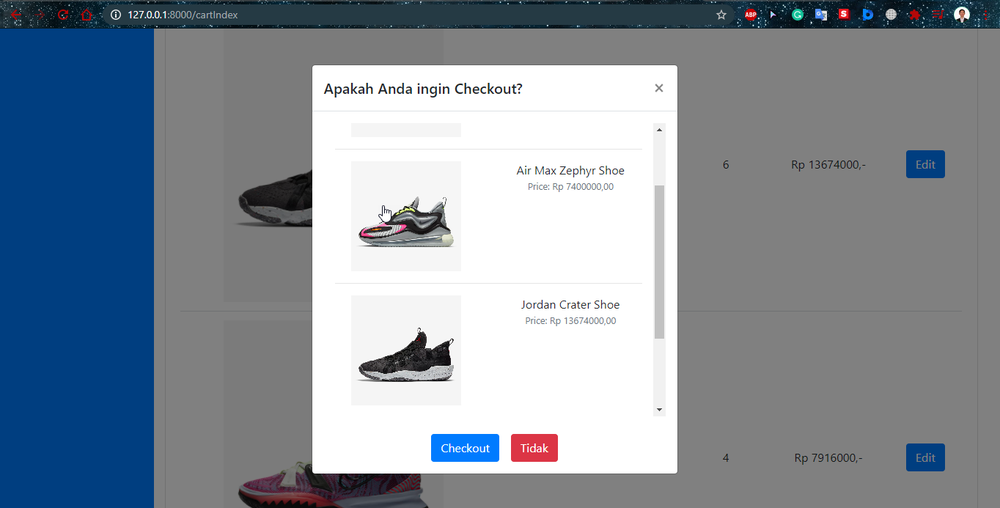 127.0.0.1:8000/cartIndex
ABP
G
S
Apakah Anda ingin Checkout?
×
Air Max Zephyr Shoe
Price: Rp 7400000,00
6
Rp 13674000,-
Edit
Jordan Crater Shoe
Price: Rp 13674000,00
Checkout
Tidak
4
Rp 7916000,-
Edit